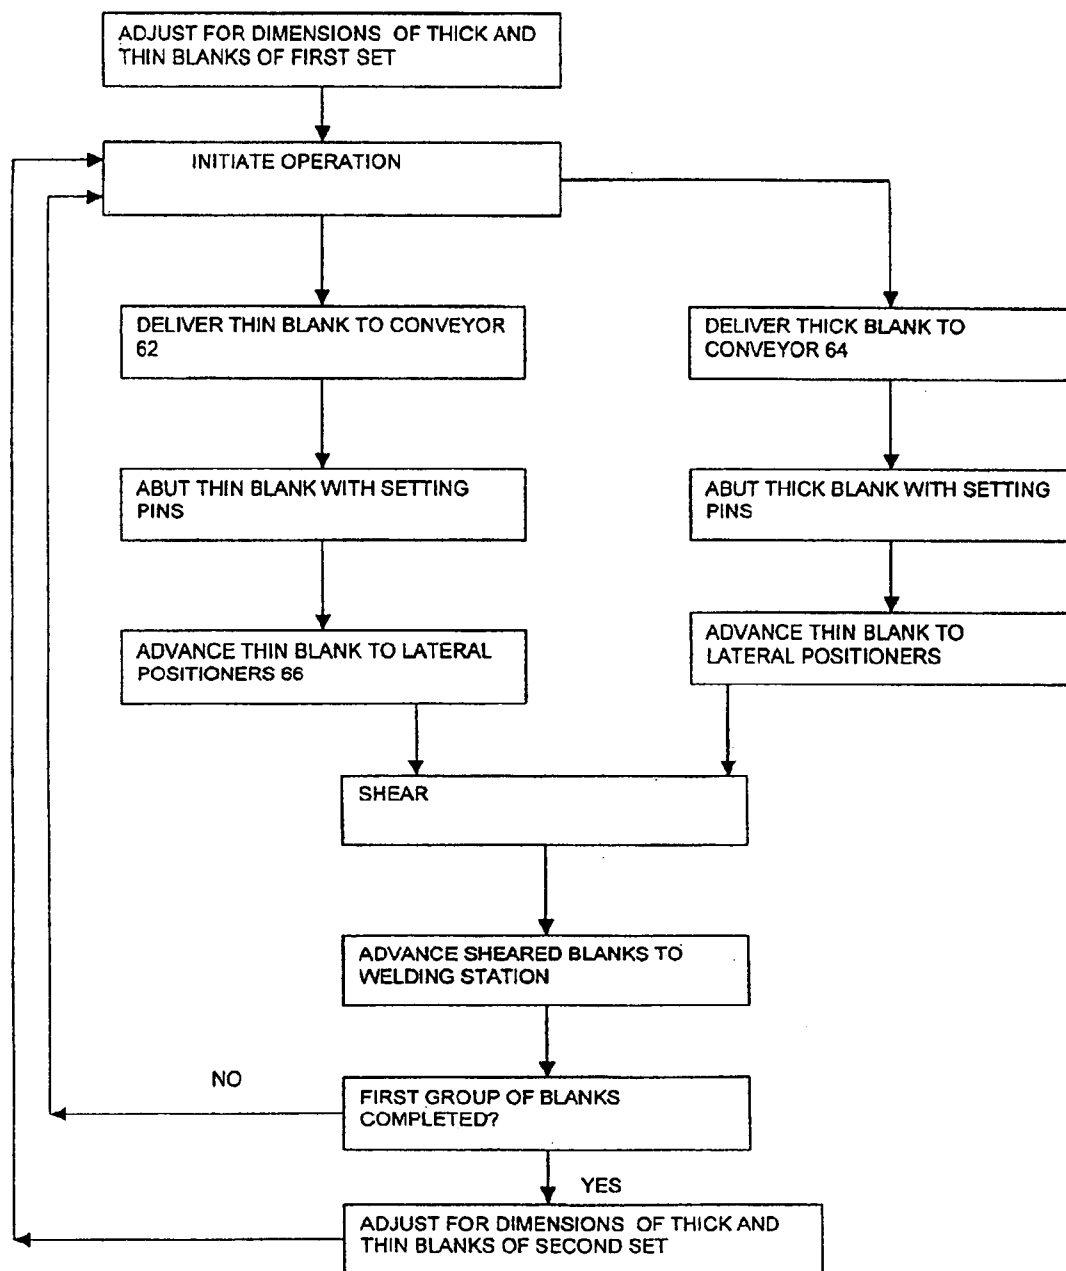 ADJUST FOR DIMENSIONS OF THICK AND
THIN BLANKS OF FIRST SET
INITIATE OPERATION
DELIVER THIN BLANK TO CONVEYOR
62
DELIVER THICK BLANK TO
CONVEYOR 64
ABUT THIN BLANK WITH SETTING
PINS
ABUT THICK BLANK WITH SETTING
PINS
ADVANCE THIN BLANK TO LATERAL
POSITIONERS 66
ADVANCE THIN BLANK TO
LATERAL POSITIONERS
SHEAR
ADVANCE SHEARED BLANKS TO
WELDING STATION
NO
FIRST GROUP OF BLANKS
COMPLETED?
YES
ADJUST FOR DIMENSIONS OF THICK AND
THIN BLANKS OF SECOND SET